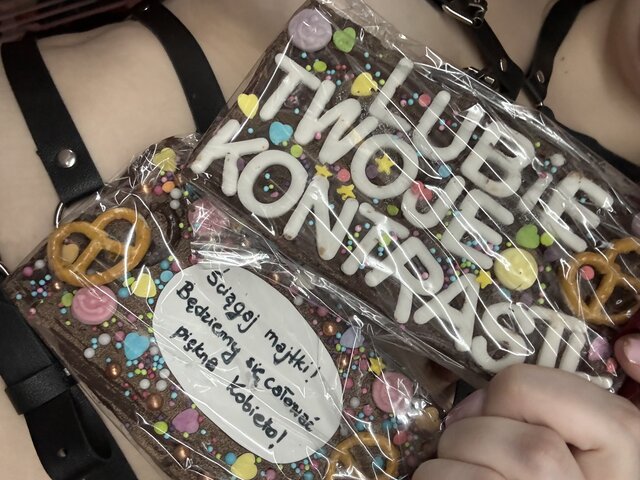 LUBIE
TWOJE
KONTRASTY
Ściągaj majtki!
Będziemy się całować
piękna Kobieto!